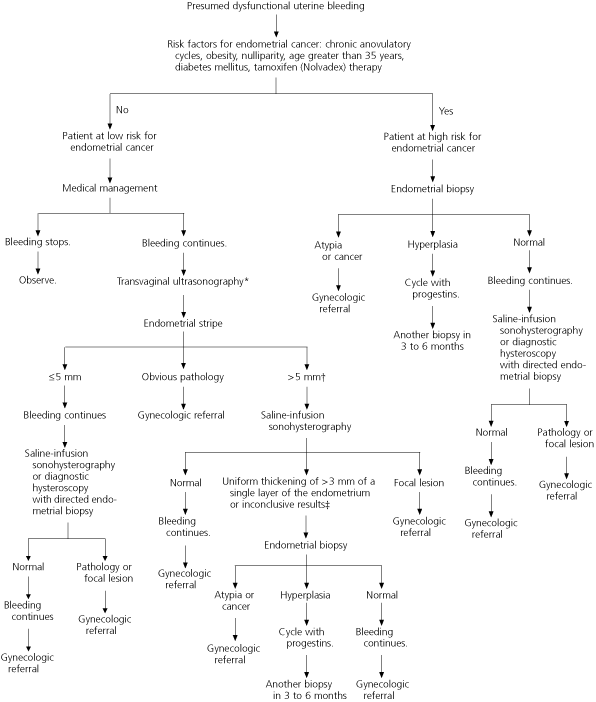 Presumed dysfunctional uterine bleeding
Risk factors for endometrial cancer: chronic anovulatory
cycles, obesity, nulliparity, age greater than 35 years,
diabetes mellitus, tamoxifen (Nolvadex) therapy
No
Yes
Patient at low risk for
endometrial cancer
Patient at high risk for
endometrial cancer
Medical management
Endometrial biopsy
Bleeding stops.
Bleeding continues.
Atypia
or cancer
Hyperplasia
Normal
Observe.
Transvaginal ultrasonography*
Gynecologic
referral
Cycle with
progestins.
Bleeding continues.
Endometrial stripe
Another biopsy in
3 to 6 months
Saline-infusion
sonohysterography
or diagnostic
hysteroscopy
with directed endo-
metrial biopsy
≤5 mm
Obvious pathology
>5 mm†
Bleeding continues
Gynecologic referral
Saline-infusion
sonohysterography
Normal
Pathology or
focal lesion
Saline-infusion
sonohysterography
or diagnostic
hysteroscopy
with directed endo-
metrial biopsy
Bleeding
continues.
Gynecologic
referral
Gynecologic
referral
Normal
Uniform thickening of >3 mm of a
single layer of the endometrium
or inconclusive results‡
Focal lesion
Bleeding
continues.
Gynecologic
referral
Gynecologic
referral
Endometrial biopsy
Normal
Pathology or
focal lesion
Bleeding
continues
Gynecologic
referral
Gynecologic
referral
Atypia or
cancer
Hyperplasia
Normal
Gynecologic
referral
Cycle with
progestins.
Bleeding
continues.
Another biopsy
in 3 to 6 months
Gynecologic
referral